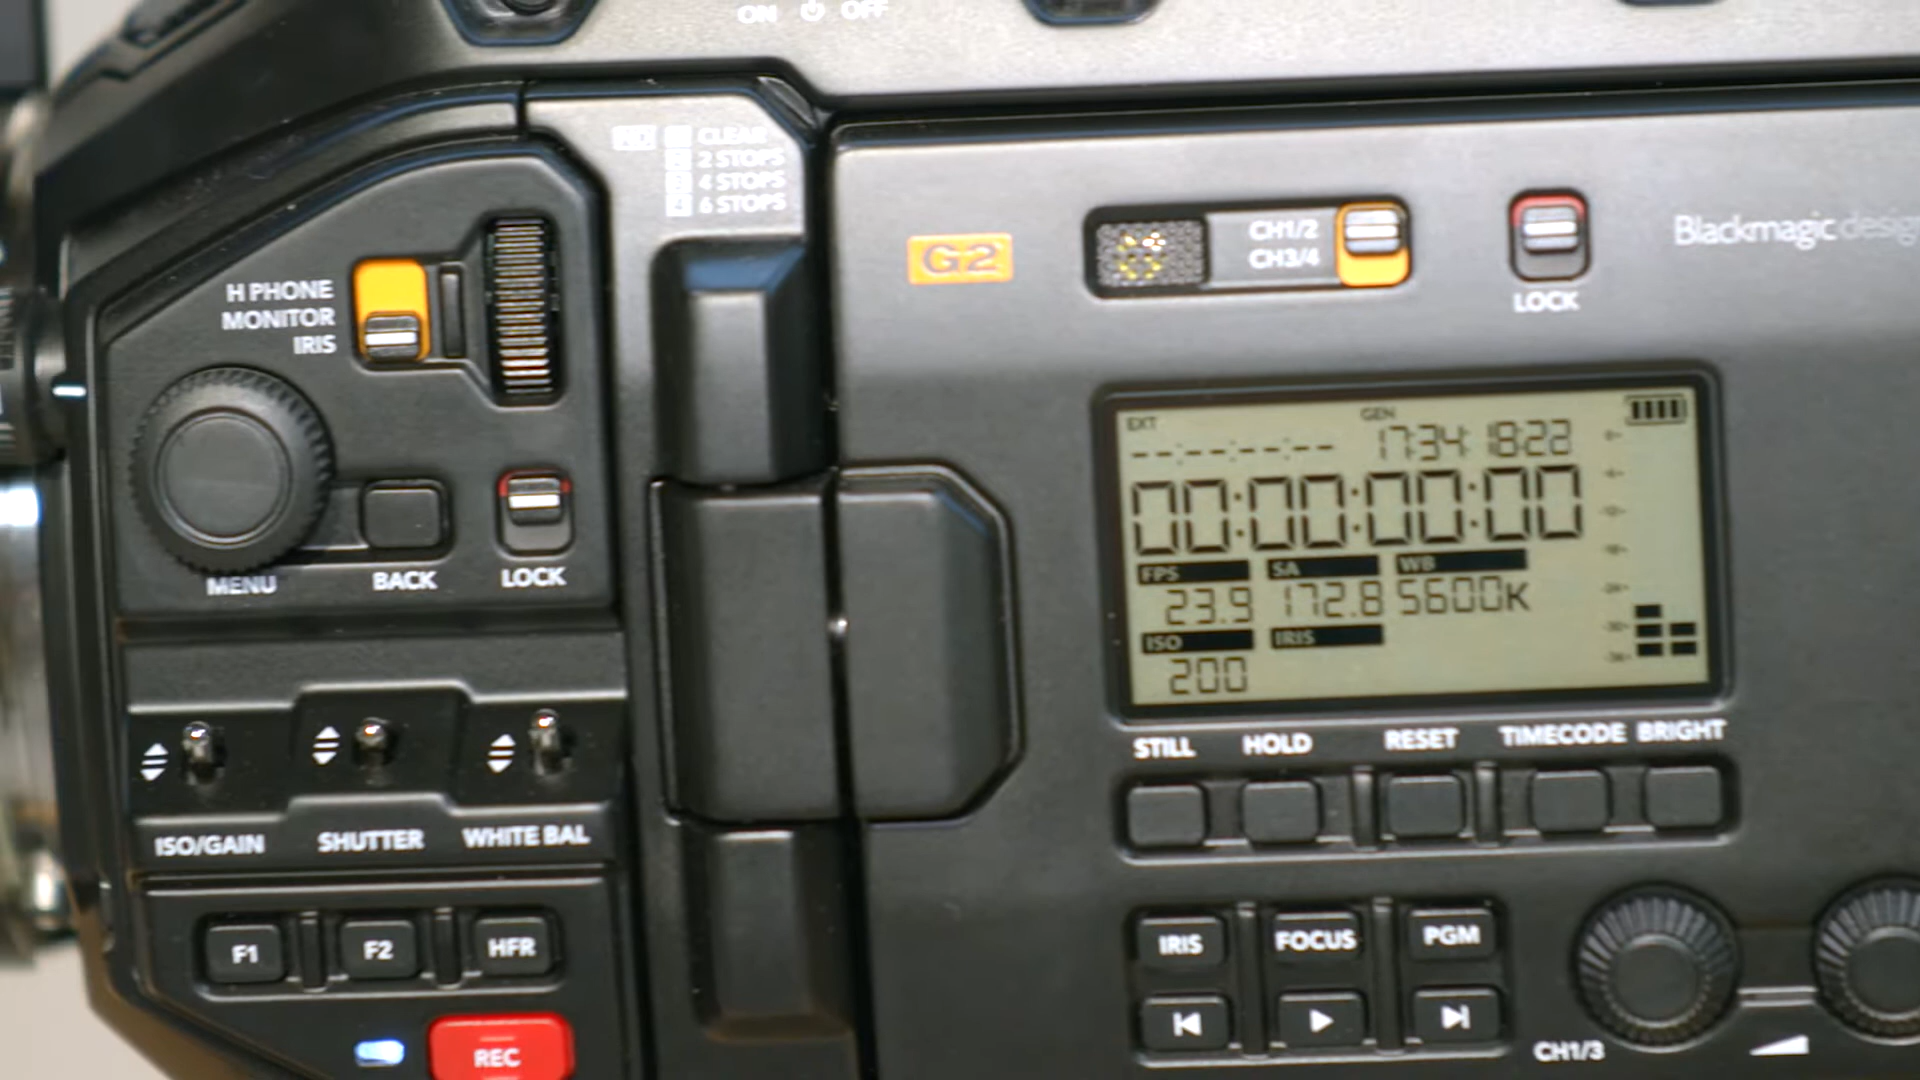 ON OFF
CLEAR
2 STOPS
4 STOPS
6 STOPS
G2
CH1/2
CH3/4
LOCK
Blackmagicdesign
H PHONE
MONITOR
IRIS
MENU
BACK
LOCK
EXT GEN
--:--:--:-- 17:34:18:22
00:00:00:00
FPS SA WB
23.9 172.8 5600K
ISO IRIS
200
STILL HOLD RESET TIMECODE BRIGHT
ISO/GAIN SHUTTER WHITE BAL
F1 F2 HFR
REC
IRIS FOCUS PGM
CH1/3